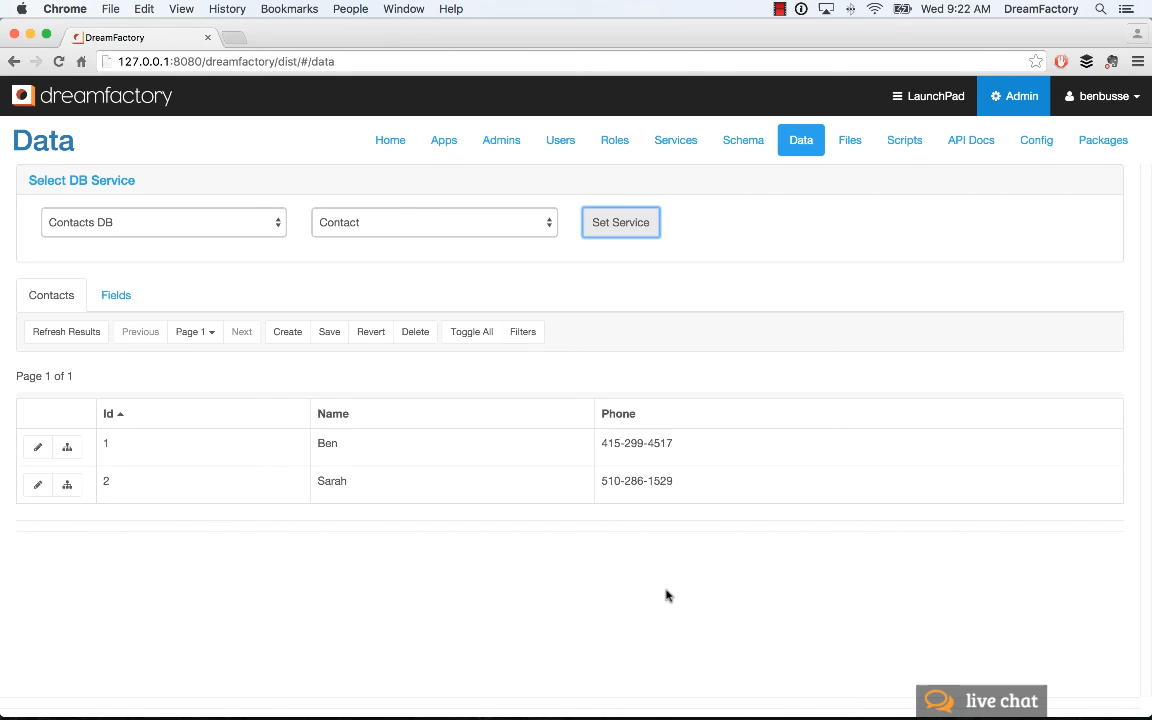 Chrome File Edit View History Bookmarks People Window Help Wed 9:22 AM DreamFactory
DreamFactory
127.0.0.1:8080/dreamfactory/dist/#/data
dreamfactory LaunchPad Admin benbusse
Data Home Apps Admins Users Roles Services Schema Data Files Scripts API Docs Config Packages
Select DB Service
Contacts DB Contact Set Service
Contacts Fields
Refresh Results Previous Page 1 Next Create Save Revert Delete Toggle All Filters
Page 1 of 1
Id Name Phone
1 Ben 415-299-4517
2 Sarah 510-286-1529
live chat